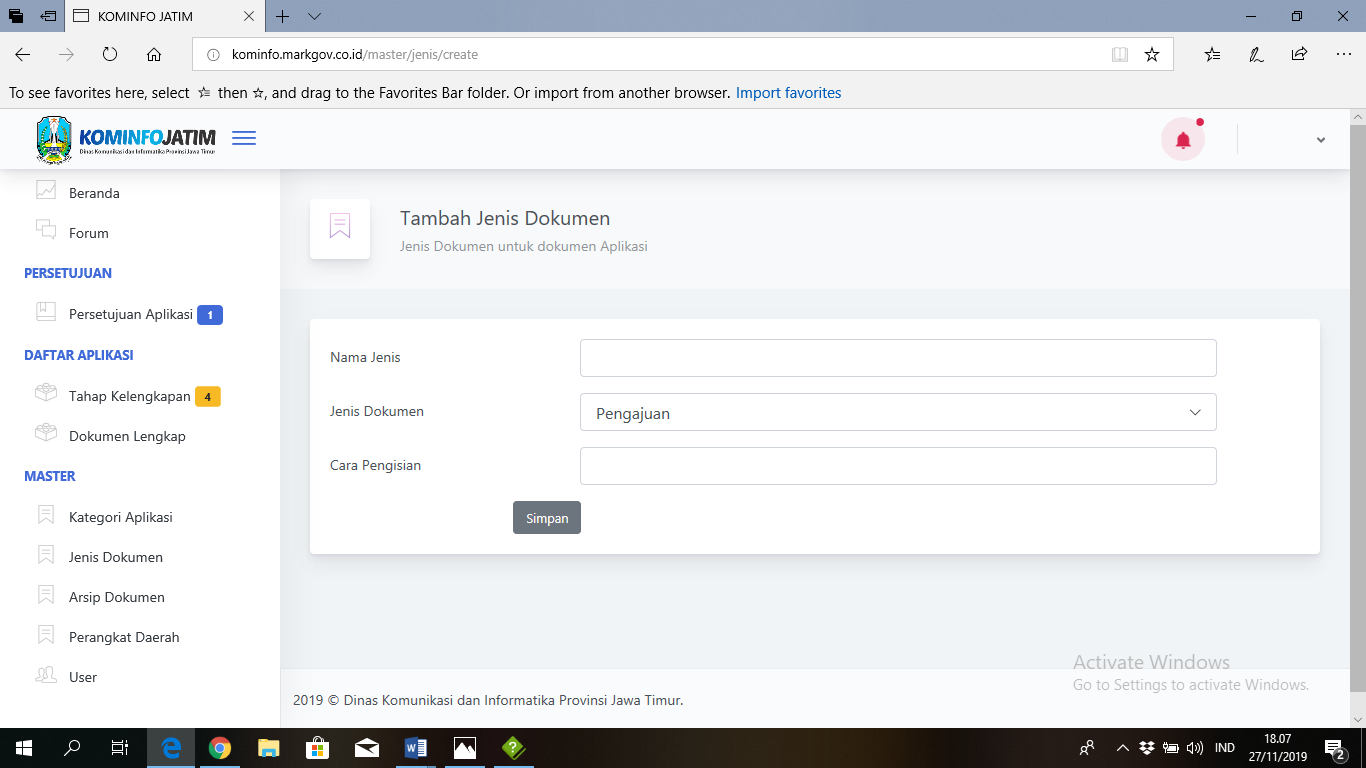 KOMINFO JATIM
kominfo.markgov.co.id/master/jenis/create
To see favorites here, select then , and drag to the Favorites Bar folder. Or import from another browser. Import favorites
KOMINFOJATIM
Dinas Komunikasi dan Informatika Provinsi Jawa Timur
Beranda
Forum
PERSETUJUAN
Persetujuan Aplikasi 1
DAFTAR APLIKASI
Tahap Kelengkapan 4
Dokumen Lengkap
MASTER
Kategori Aplikasi
Jenis Dokumen
Arsip Dokumen
Perangkat Daerah
User
Tambah Jenis Dokumen
Jenis Dokumen untuk dokumen Aplikasi
Nama Jenis
Jenis Dokumen
Pengajuan
Cara Pengisian
Simpan
Activate Windows
Go to Settings to activate Windows.
2019 © Dinas Komunikasi dan Informatika Provinsi Jawa Timur.
IND
18.07
27/11/2019
2